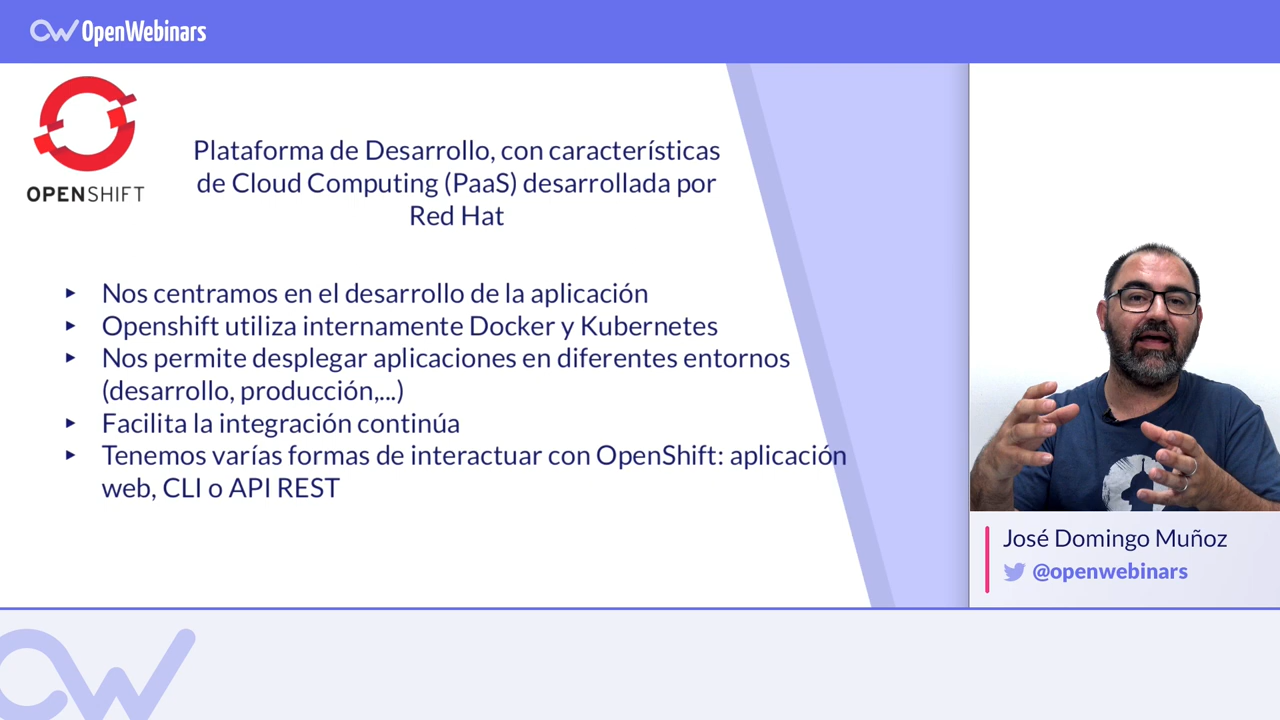 OpenWebinars
OPENSHIFT
Plataforma de Desarrollo, con características
de Cloud Computing (PaaS) desarrollada por
Red Hat
▸ Nos centramos en el desarrollo de la aplicación
▸ Openshift utiliza internamente Docker y Kubernetes
▸ Nos permite desplegar aplicaciones en diferentes entornos
(desarrollo, producción,...)
▸ Facilita la integración continúa
▸ Tenemos varías formas de interactuar con OpenShift: aplicación
web, CLI o API REST
José Domingo Muñoz
@openwebinars